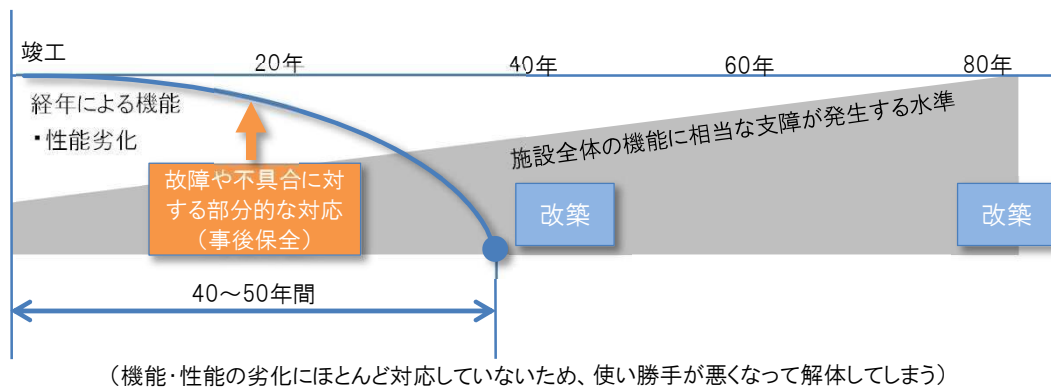 竣工
20年
40年
60年
80年
経年による機能
・性能劣化
施設全体の機能に相当な支障が発生する水準
故障や不具合に対
する部分的な対応
（事後保全）
改築
改築
40～50年間
（機能・性能の劣化にほとんど対応していないため、使い勝手が悪くなって解体してしまう）